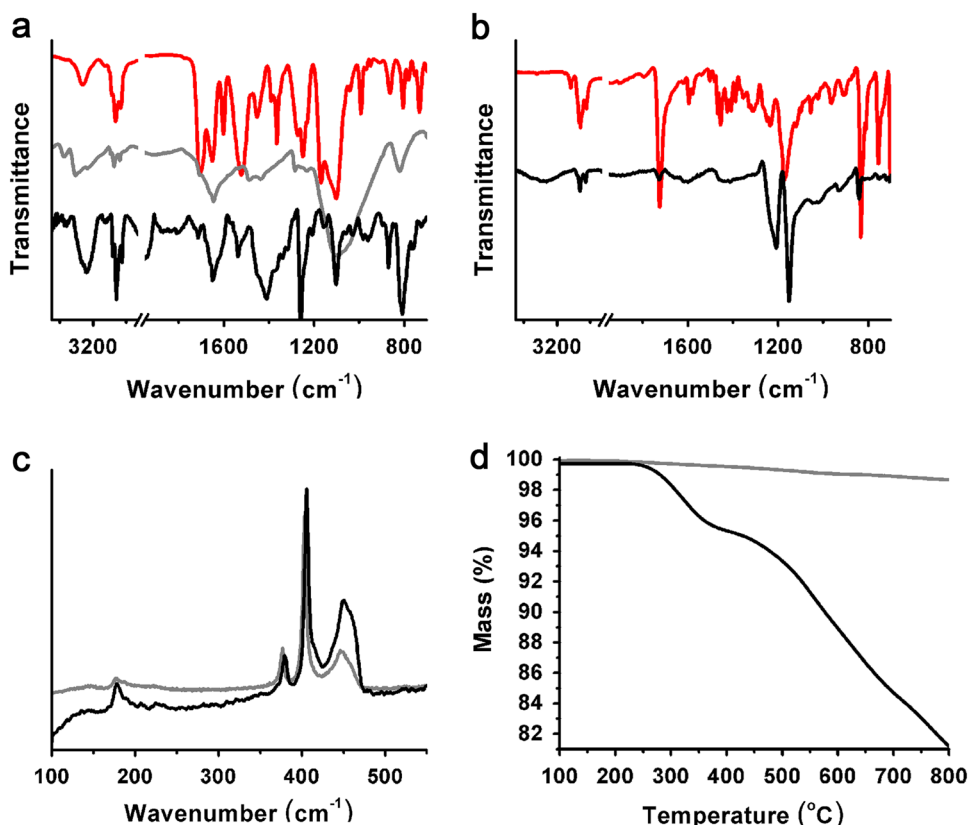 a
Transmittance
3200 1600 1200 800
Wavenumber (cm-1)
b
Transmittance
3200 1600 1200 800
Wavenumber (cm-1)
c
100 200 300 400 500
Wavenumber (cm-1)
d
Mass (%)
100
98
96
94
92
90
88
86
84
82
100 200 300 400 500 600 700 800
Temperature (oC)